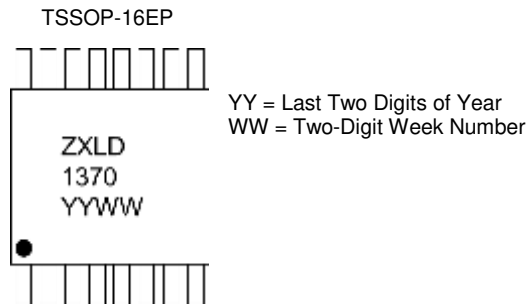 TSSOP-16EP
ZXLD
1370
YYWW
YY = Last Two Digits of Year
WW = Two-Digit Week Number